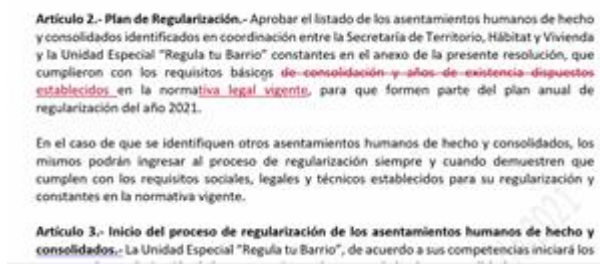 Artículo 2.- Plan de Regularización.- Aprobar el listado de los asentamientos humanos de hecho
y consolidados identificados en coordinación entre la Secretaría de Territorio, Hábitat y Vivienda
y la Unidad Especial "Regula tu Barrio" constantes en el anexo de la presente resolución, que
cumplieron con los requisitos básicos de consolidación y años de existencia dispuestos
establecidos en la normativa legal vigente, para que formen parte del plan anual de
regularización del año 2021.
En el caso de que se identifiquen otros asentamientos humanos de hecho y consolidados, los
mismos podrán ingresar al proceso de regularización siempre y cuando demuestren que
cumplen con los requisitos sociales, legales y técnicos establecidos para su regularización y
constantes en la normativa vigente.
Artículo 3.- Inicio del proceso de regularización de los asentamientos humanos de hecho y
consolidados.- La Unidad Especial "Regula tu Barrio", de acuerdo a sus competencias iniciará los